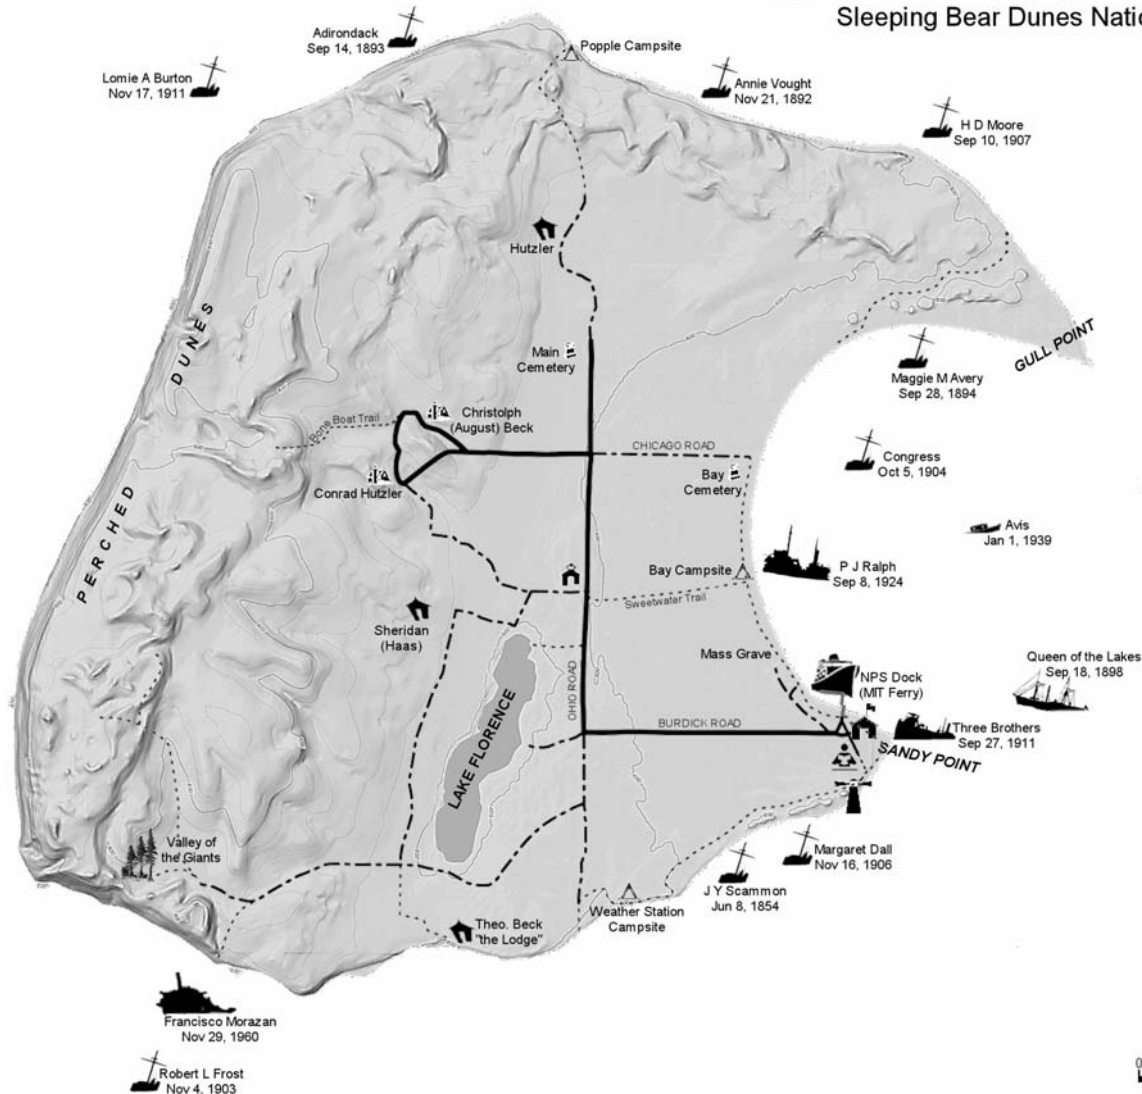 Sleeping Bear Dunes Natio
Adirondack
Sep 14, 1893
Popple Campsite
Lomie A Burton
Nov 17, 1911
Annie Vought
Nov 21, 1892
H D Moore
Sep 10, 1907
Hutzler
PERCHED DUNES
GULL POINT
Main
Cemetery
Maggie M Avery
Sep 28, 1894
Christolph
(August) Beck
Bone Boat Trail
CHICAGO ROAD
Congress
Oct 5, 1904
Bay
Cemetery
Conrad Hutzler
Avis
Jan 1, 1939
Bay Campsite
P J Ralph
Sep 8, 1924
Sweetwater Trail
Sheridan
(Haas)
Mass Grave
Queen of the Lakes
Sep 18, 1898
NPS Dock
(MIT Ferry)
OHIO ROAD
LAKE FLORENCE
BURDICK ROAD
Three Brothers
Sep 27, 1911
SANDY POINT
Valley of
the Giants
Margaret Dall
Nov 16, 1906
J Y Scammon
Jun 8, 1854
Weather Station
Campsite
Theo. Beck
"the Lodge"
Francisco Morazan
Nov 29, 1960
Robert L Frost
Nov 4, 1903
0